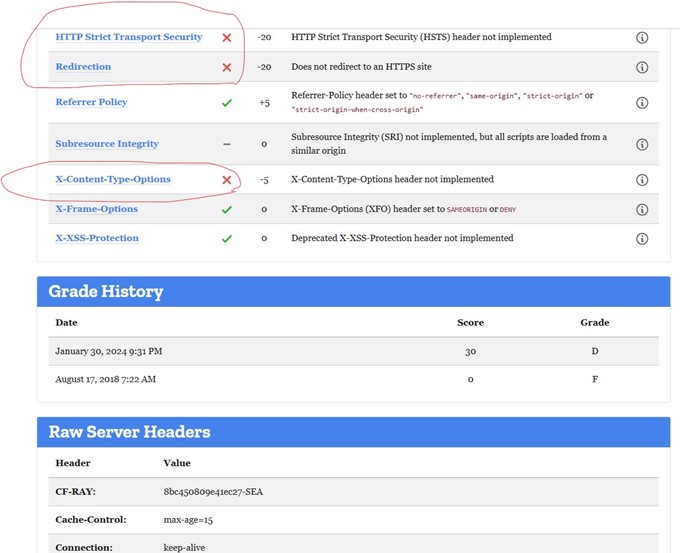 HTTP Strict Transport Security -20 HTTP Strict Transport Security (HSTS) header not implemented
Redirection -20 Does not redirect to an HTTPS site
Referrer Policy +5 Referrer-Policy header set to "no-referrer", "same-origin", "strict-origin" or
"strict-origin-when-cross-origin"
Subresource Integrity – 0 Subresource Integrity (SRI) not implemented, but all scripts are loaded from a
similar origin
X-Content-Type-Options -5 X-Content-Type-Options header not implemented
X-Frame-Options 0 X-Frame-Options (XFO) header set to SAMEORIGIN or DENY
X-XSS-Protection 0 Deprecated X-XSS-Protection header not implemented
Grade History
Date Score Grade
January 30, 2024 9:31 PM 30 D
August 17, 2018 7:22 AM 0 F
Raw Server Headers
Header Value
CF-RAY: 8bc450809e41ec27-SEA
Cache-Control: max-age=15
Connection: keep-alive